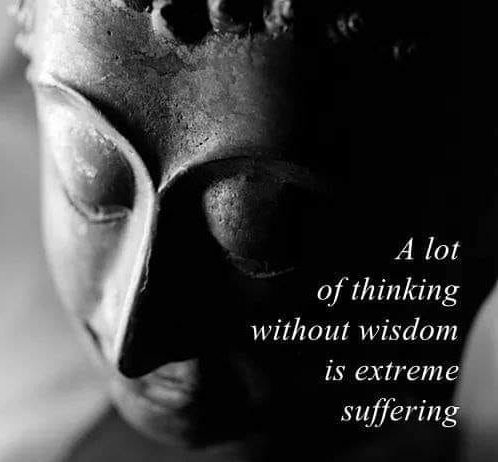 A lot
of thinking
without wisdom
is extreme
suffering